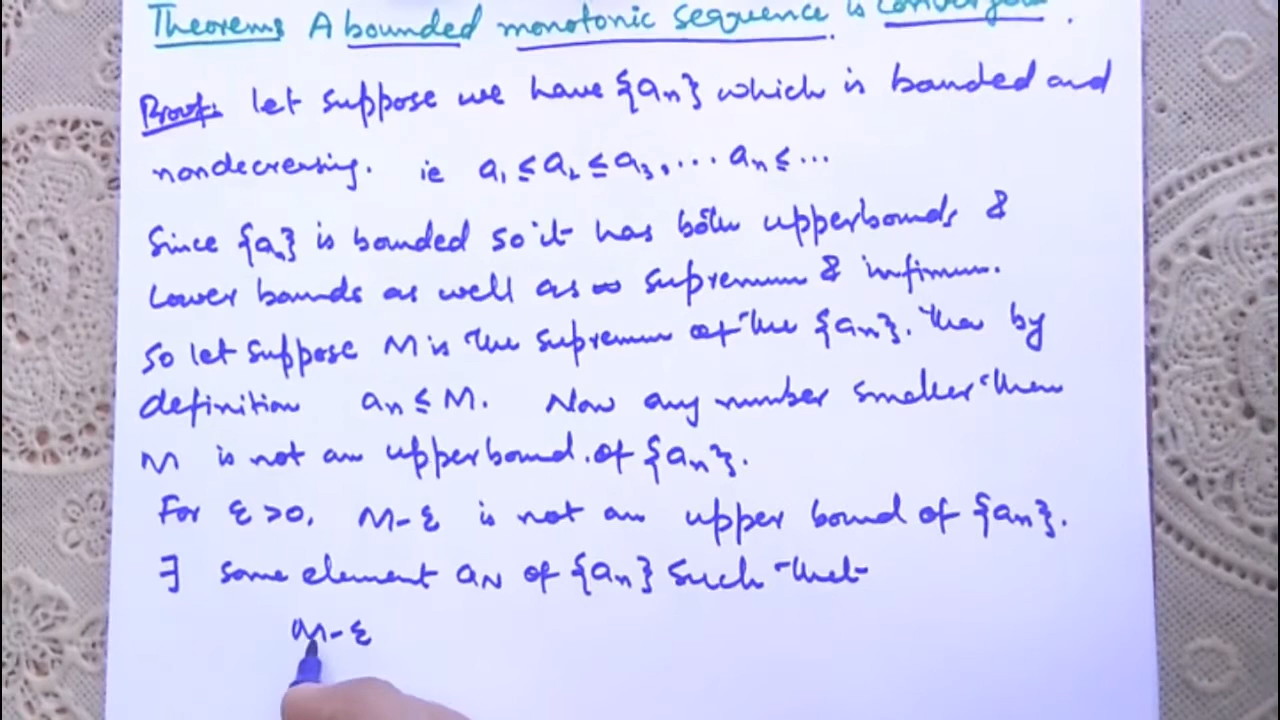 Theorem: A bounded monotonic sequence is convergent.
Proof: let suppose we have {aₙ} which is bounded and
nondecreasing. ie a₁ ≤ a₂ ≤ a₃, ... aₙ ≤ ...
Since {aₙ} is bounded so it has both upperbounds &
Lower bounds as well as supremum & infimum.
So let suppose M is the supremum of the {aₙ}. then by
definition aₙ ≤ M. Now any number smaller than
M is not an upperbound. of {aₙ}.
For ε >0, M-ε is not an upper bound of {aₙ}.
∃ some element aN of {aₙ} such that
M-ε